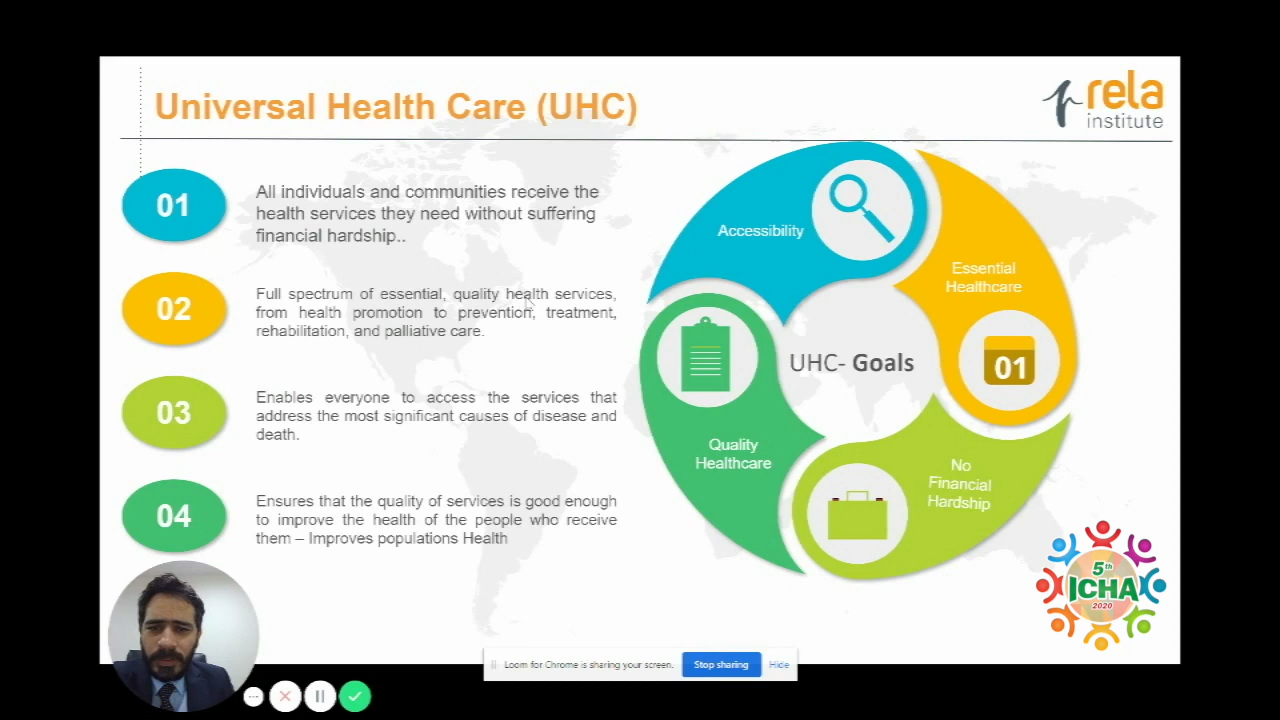 Universal Health Care (UHC)
rela
institute
01
All individuals and communities receive the
health services they need without suffering
financial hardship..
02
Full spectrum of essential, quality health services,
from health promotion to prevention, treatment,
rehabilitation, and palliative care.
03
Enables everyone to access the services that
address the most significant causes of disease and
death.
04
Ensures that the quality of services is good enough
to improve the health of the people who receive
them – Improves populations Health
Accessibility
Essential
Healthcare
01
UHC- Goals
Quality
Healthcare
No
Financial
Hardship
5th
ICHA
2020
Loom for Chrome is sharing your screen.
Stop sharing
Hide